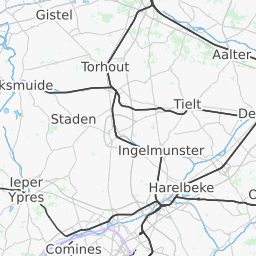 Gistel
Aalter
Torhout
ksmuide
Tielt
De
Staden
Ingelmunster
Ieper
Ypres
Harelbeke
Comines